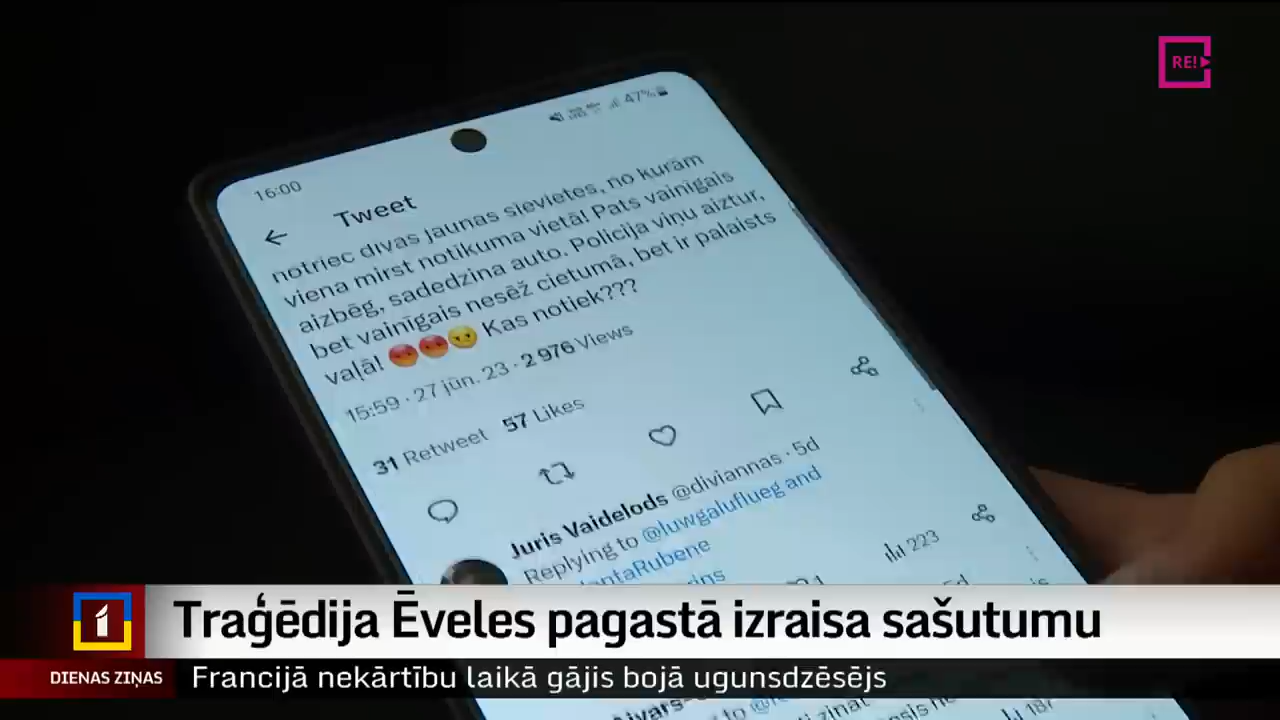 RE!
47%
16:00
Tweet
notriec divas jaunas sievietes, no kurām
viena mirst notikuma vietā! Pats vainīgais
aizbēg, sadedzina auto. Policija viņu aiztur,
bet vainīgais nesēž cietumā, bet ir palaists
vaļā! 😡😡🤨 Kas notiek???
15:59 · 27 jūn. 23 · 2 976 Views
31 Retweet 57 Likes
Juris Vaidelods @diviannas · 5d
Replying to @luwgaluflueg and
antaRubene
223
1
Traģēdija Ēveles pagastā izraisa sašutumu
DIENAS ZIŅAS
Francijā nekārtību laikā gājis bojā ugunsdzēsējs